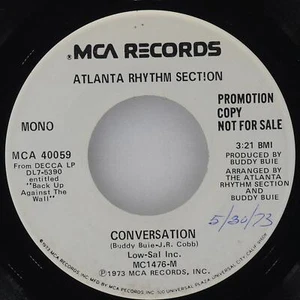 MCA RECORDS
ATLANTA RHYTHM SECTION
MONO
PROMOTION
COPY
NOT FOR SALE
MCA 40059
(From DECCA LP
DL7-5390
entitled
"Back Up
Against The
Wall")
3:21 BMI
PRODUCED BY
BUDDY BUIE
ARRANGED BY
THE ATLANTA
RHYTHM SECTION
and
BUDDY BUIE
5/30/73
CONVERSATION
(Buddy Buie-J.R. Cobb)
Low-Sal Inc.
MC1476-M
℗1973 MCA RECORDS, INC.